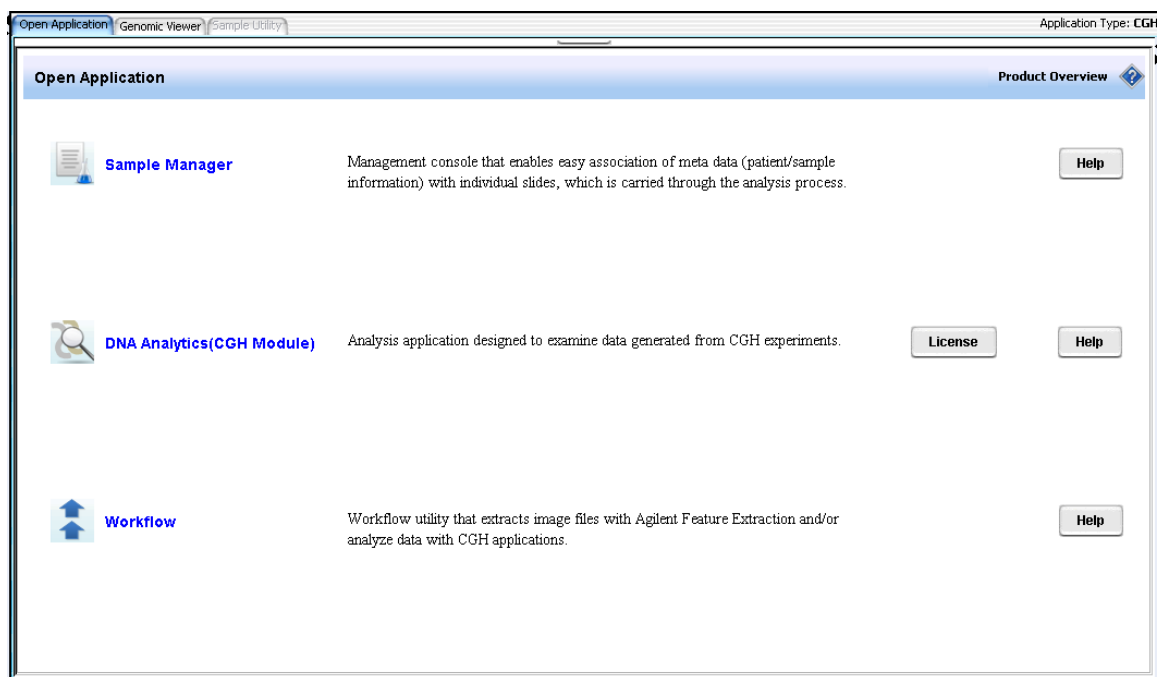 Open Application Genomic Viewer Sample Utility Application Type: CGH
Open Application Product Overview ?
Sample Manager
Management console that enables easy association of meta data (patient/sample
information) with individual slides, which is carried through the analysis process.
Help
DNA Analytics(CGH Module)
Analysis application designed to examine data generated from CGH experiments.
License Help
Workflow
Workflow utility that extracts image files with Agilent Feature Extraction and/or
analyze data with CGH applications.
Help